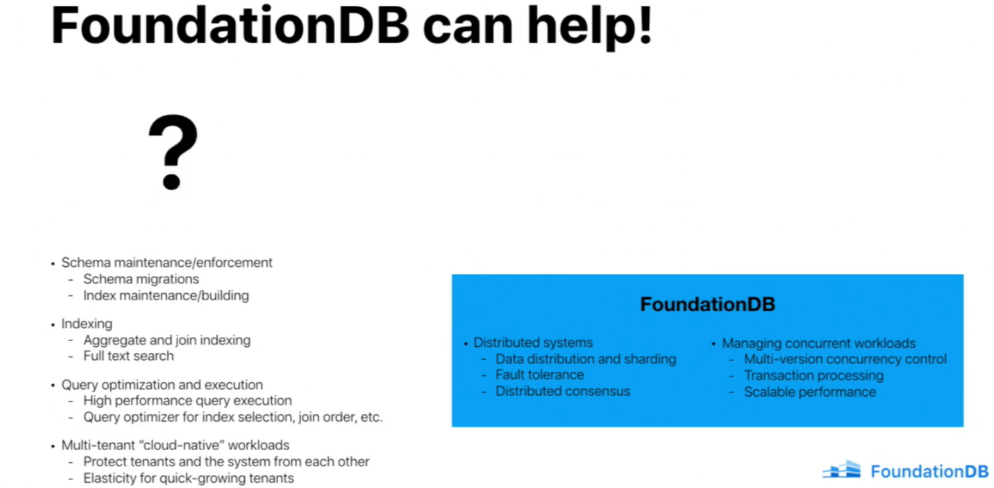 FoundationDB can help!
?
• Schema maintenance/enforcement
- Schema migrations
- Index maintenance/building
• Indexing
- Aggregate and join indexing
- Full text search
• Query optimization and execution
- High performance query execution
- Query optimizer for index selection, join order, etc.
• Multi-tenant “cloud-native” workloads
- Protect tenants and the system from each other
- Elasticity for quick-growing tenants
FoundationDB
• Distributed systems
- Data distribution and sharding
- Fault tolerance
- Distributed consensus
• Managing concurrent workloads
- Multi-version concurrency control
- Transaction processing
- Scalable performance
FoundationDB